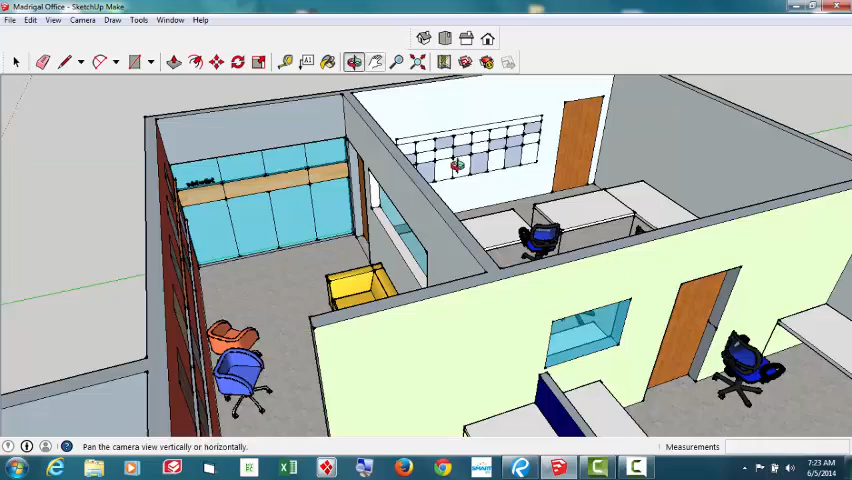 Madrigal Office - SketchUp Make
File Edit View Camera Draw Tools Window Help
A1
Pan the camera view vertically or horizontally.
Measurements
7:23 AM
6/5/2014